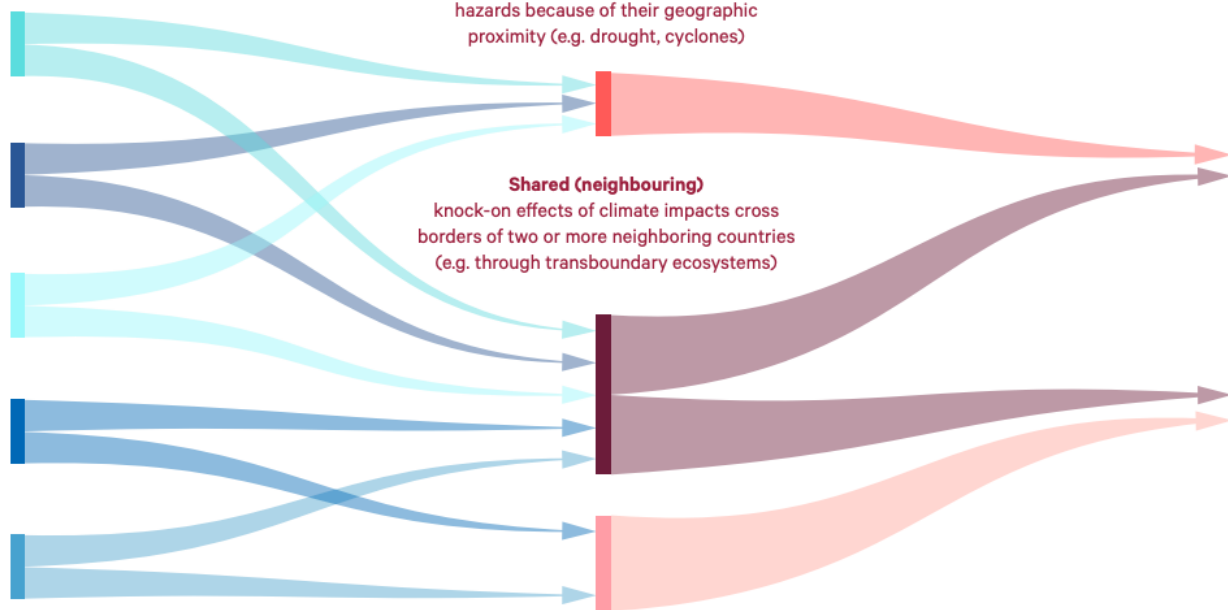 hazards because of their geographic
proximity (e.g. drought, cyclones)
Shared (neighbouring)
knock-on effects of climate impacts cross
borders of two or more neighboring countries
(e.g. through transboundary ecosystems)